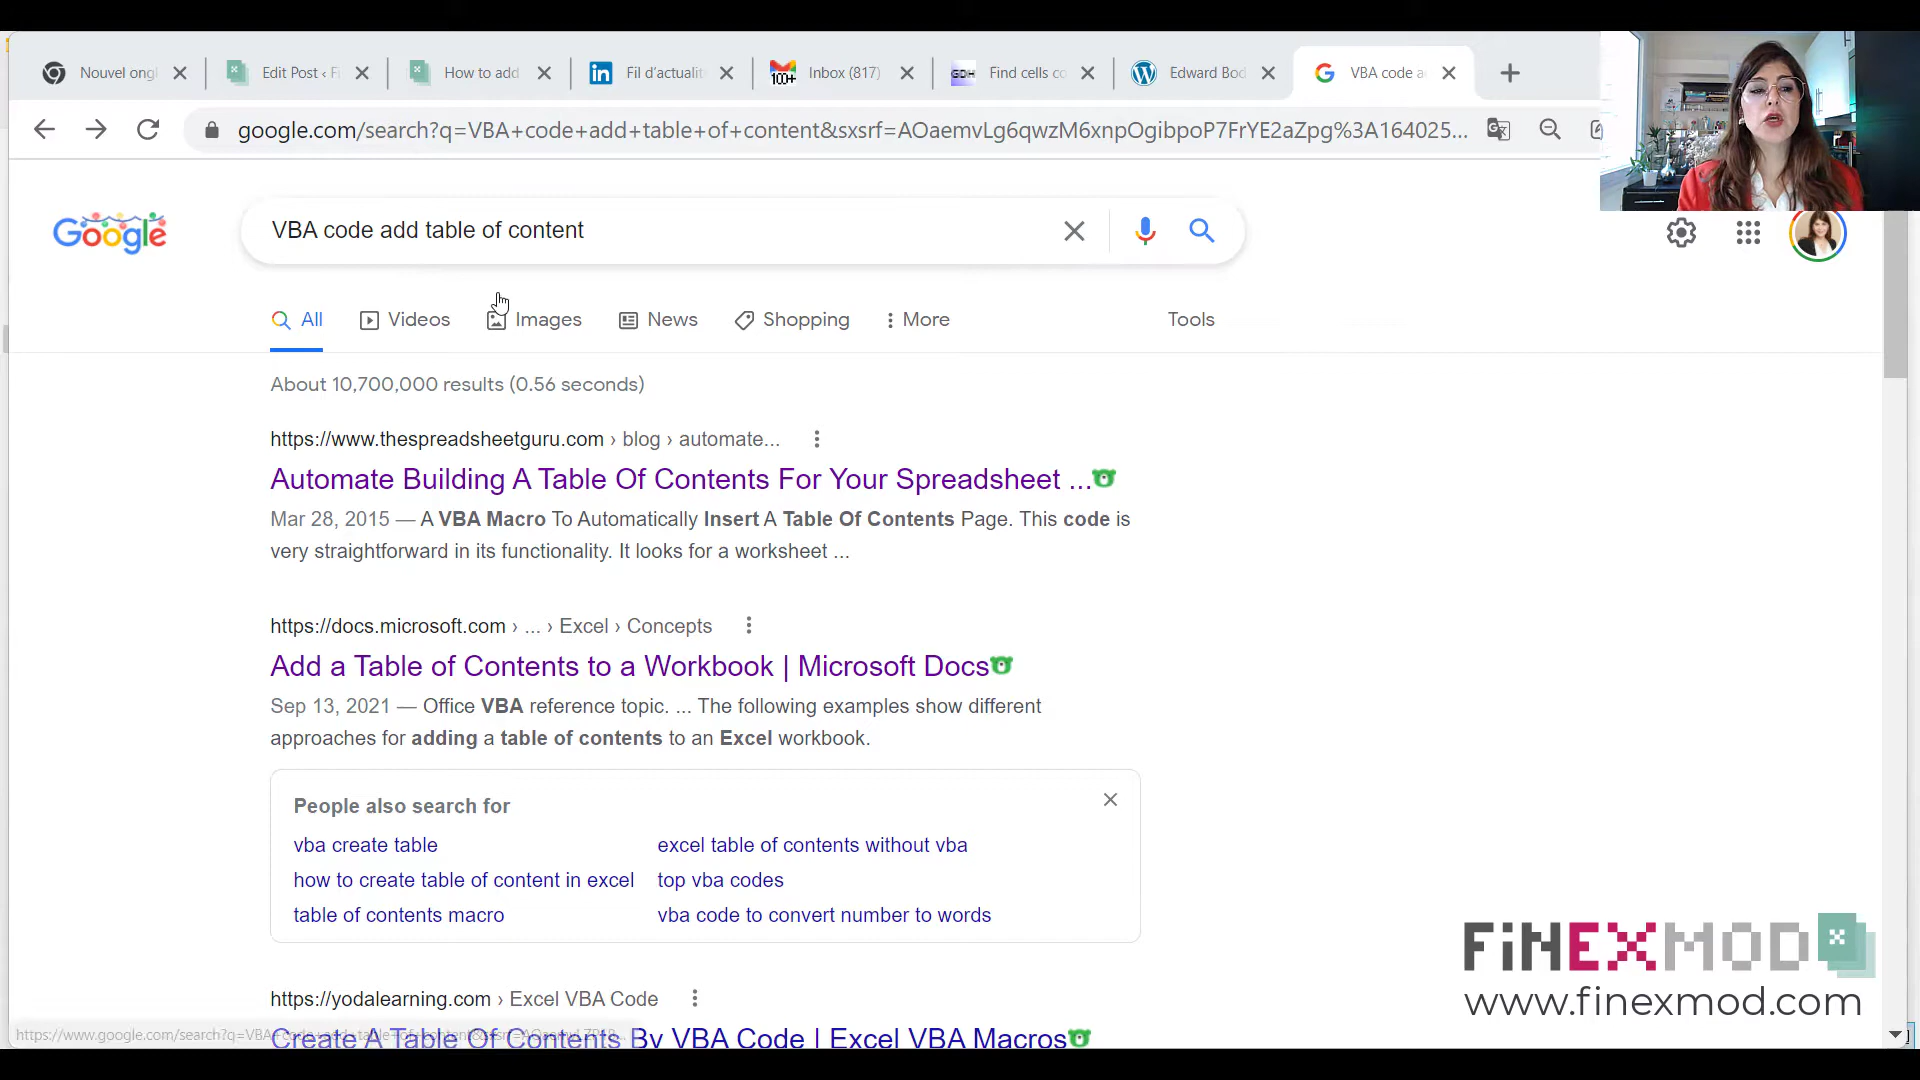 Nouvel ongl
Edit Post ‹ Fi
How to add
Fil d'actualit
100+
Inbox (817)
GDH
Find cells co
Edward Bod
VBA code a
google.com/search?q=VBA+code+add+table+of+content&sxsrf=AOaemvLg6qwzM6xnpOgibpoP7FrYE2aZpg%3A164025...
Google
VBA code add table of content
All
Videos
Images
News
Shopping
More
Tools
About 10,700,000 results (0.56 seconds)
https://www.thespreadsheetguru.com › blog › automate...
Automate Building A Table Of Contents For Your Spreadsheet ...
Mar 28, 2015 — A VBA Macro To Automatically Insert A Table Of Contents Page. This code is
very straightforward in its functionality. It looks for a worksheet ...
https://docs.microsoft.com › ... › Excel › Concepts
Add a Table of Contents to a Workbook | Microsoft Docs
Sep 13, 2021 — Office VBA reference topic. ... The following examples show different
approaches for adding a table of contents to an Excel workbook.
People also search for
vba create table
excel table of contents without vba
how to create table of content in excel
top vba codes
table of contents macro
vba code to convert number to words
FiNEXMOD
www.finexmod.com
https://yodalearning.com › Excel VBA Code
Create A Table Of Contents By VBA Code | Excel VBA Macros